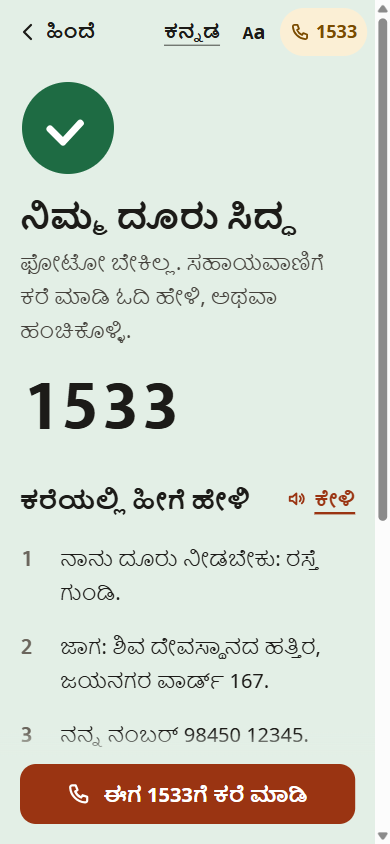 ಹಿಂದೆ ಕನ್ನಡ Aa 1533
ನಿಮ್ಮ ದೂರು ಸಿದ್ಧ
ಫೋಟೋ ಬೇಕಿಲ್ಲ. ಸಹಾಯವಾಣಿಗೆ
ಕರೆ ಮಾಡಿ ಓದಿ ಹೇಳಿ, ಅಥವಾ
ಹಂಚಿಕೊಳ್ಳಿ.
1533
ಕರೆಯಲ್ಲಿ ಹೀಗೆ ಹೇಳಿ ಕೇಳಿ
1 ನಾನು ದೂರು ನೀಡಬೇಕು: ರಸ್ತೆ
ಗುಂಡಿ.
2 ಜಾಗ: ಶಿವ ದೇವಸ್ಥಾನದ ಹತ್ತಿರ,
ಜಯನಗರ ವಾರ್ಡ್ 167.
3 ನನ್ನ ನಂಬರ್ 98450 12345.
ಈಗ 1533ಗೆ ಕರೆ ಮಾಡಿ